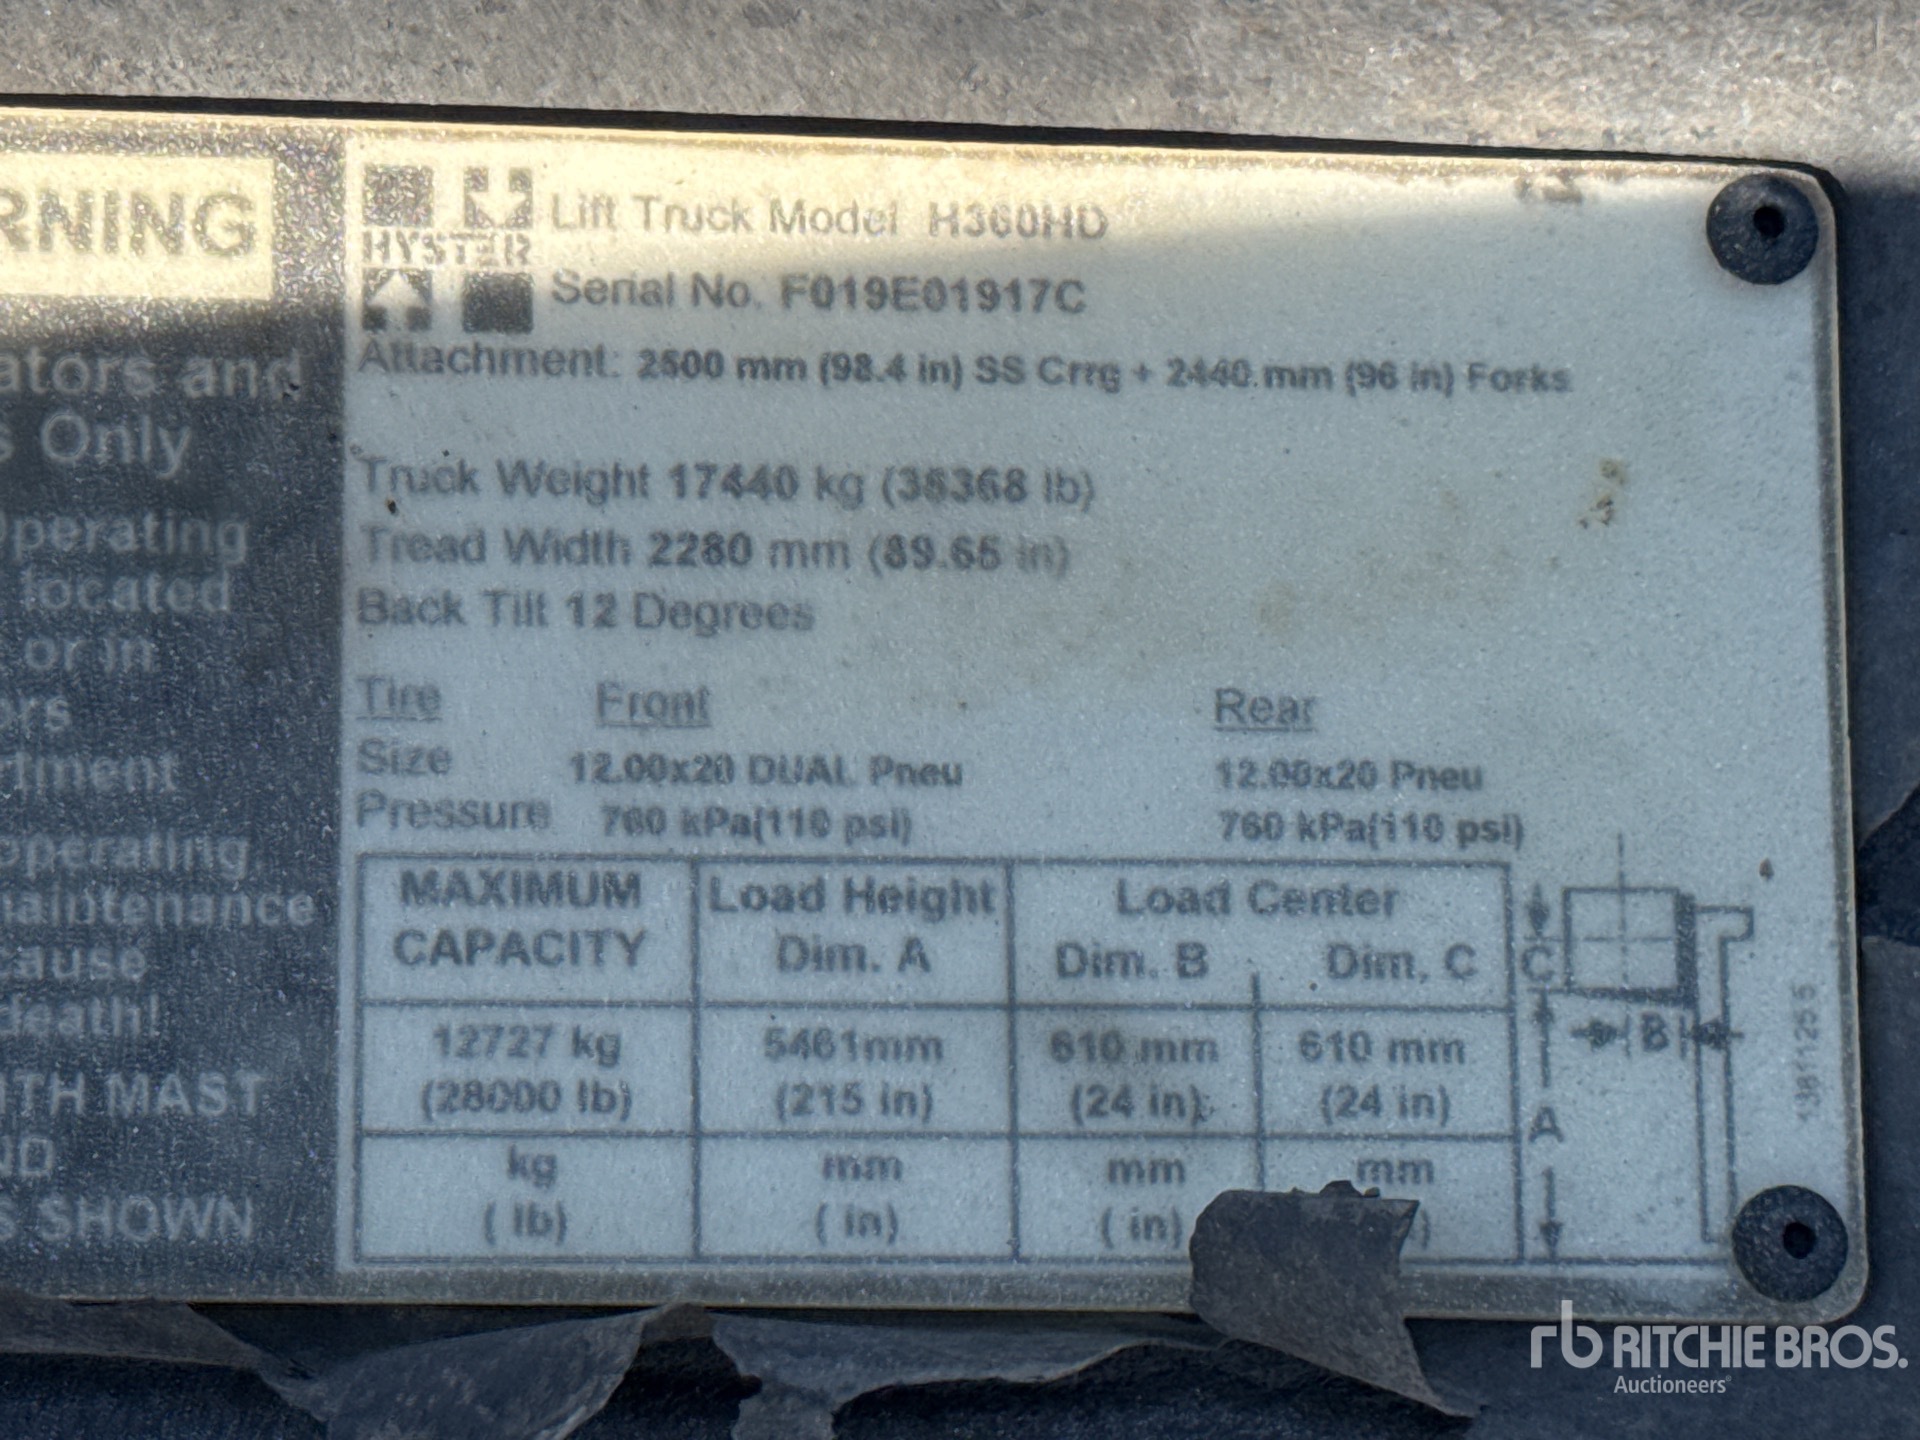 RNING
ators and
s Only
Operating
located
or in
ors
rtment
operating
maintenance
cause
death!
ITH MAST
ND
S SHOWN
HYSTER
Lift Truck Model H360HD
Serial No. F019E01917C
Attachment: 2500 mm (98.4 in) SS Crrg + 2440 mm (96 in) Forks
Truck Weight 17440 kg (38368 lb)
Tread Width 2280 mm (89.65 in)
Back Tilt 12 Degrees
Tire Front Rear
Size 12.00x20 DUAL Pneu 12.00x20 Pneu
Pressure 760 kPa(110 psi) 760 kPa(110 psi)
MAXIMUM CAPACITY
Load Height Dim. A
Load Center
Dim. B Dim. C
12727 kg 5461mm 610 mm 610 mm
(28000 lb) (215 in) (24 in) (24 in)
kg mm mm mm
( lb) ( in) ( in) )
C
B
A
13811255
rb RITCHIE BROS.
Auctioneers